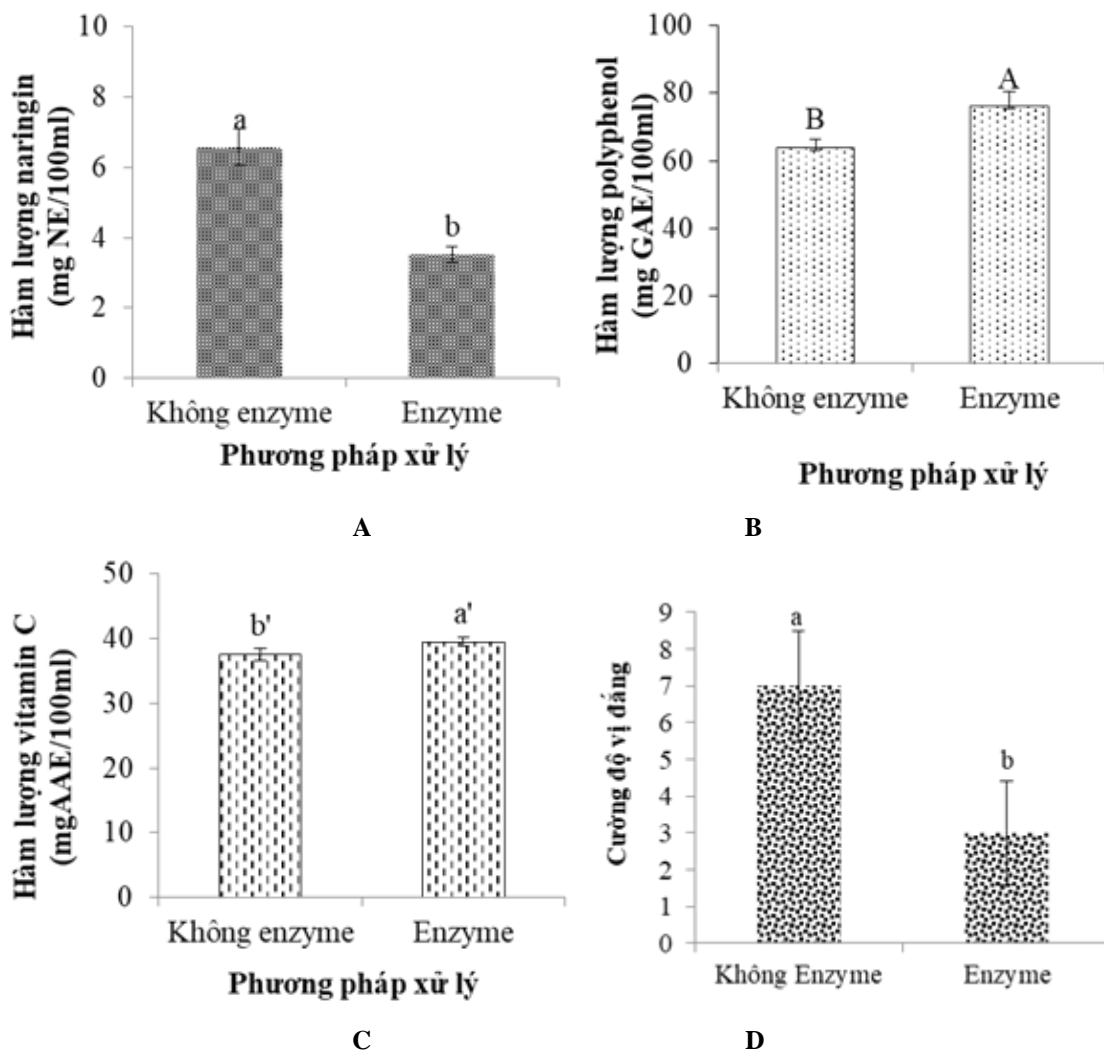 Hàm lượng naringin
(mg NE/100ml)
10
8
6
4
2
0
a
b
Không enzyme
Enzyme
Phương pháp xử lý
A
Hàm lượng polyphenol
(mg GAE/100ml)
100
80
60
40
20
0
B
A
Không enzyme
Enzyme
Phương pháp xử lý
B
Hàm lượng vitamin C
(mgAAE/100ml)
50
40
30
20
10
0
b'
a'
Không enzyme
Enzyme
Phương pháp xử lý
C
Cường độ vị đắng
9
8
7
6
5
4
3
2
1
0
a
b
Không Enzyme
Enzyme
D